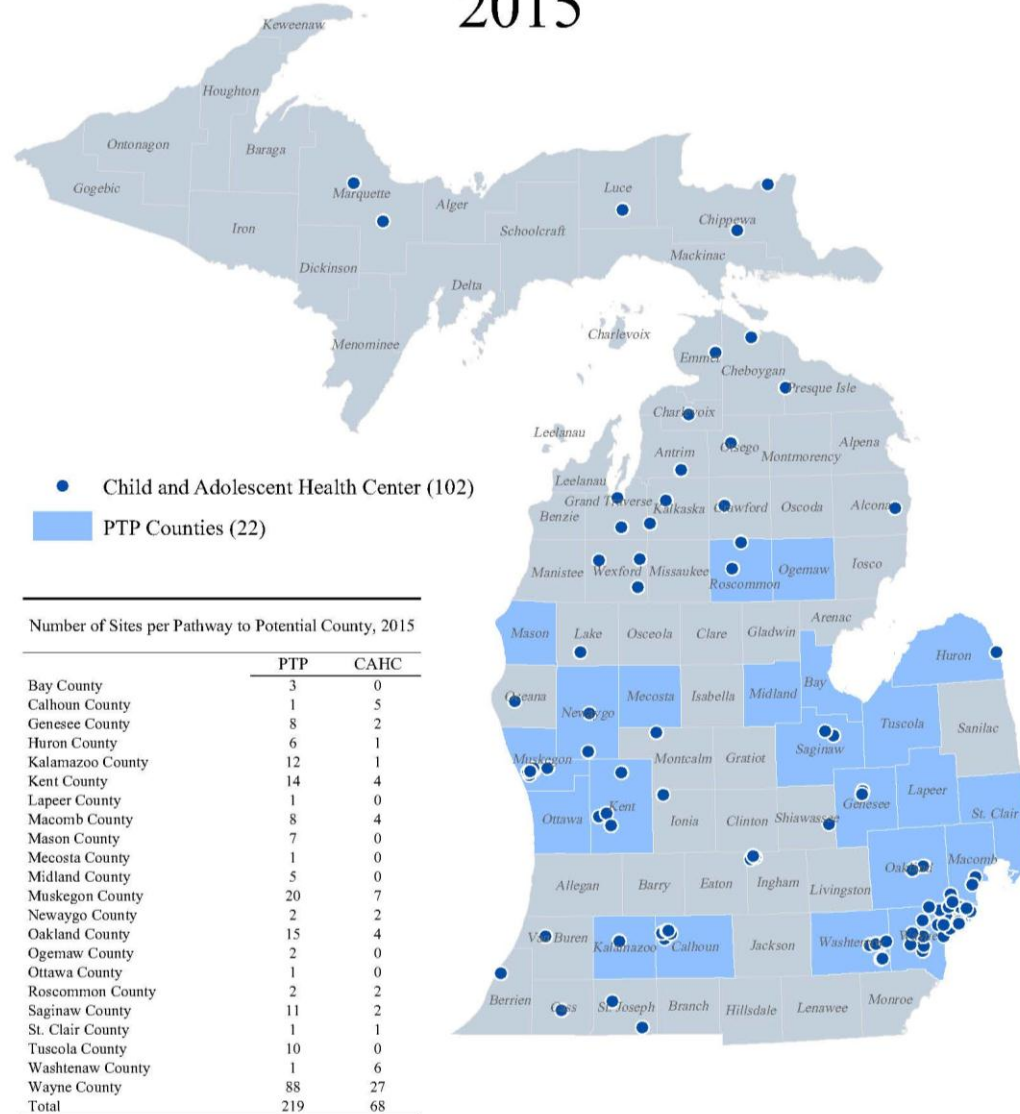 2015
Keweenaw
Houghton
Ontonagon
Baraga
Gogebic
Marquette
Luce
Alger
Chippewa
Iron
Schoolcraft
Mackinac
Dickinson
Delta
Charlevoix
Menominee
Emmet
Cheboygan
Presque Isle
Charlevoix
Leelanau
Otsego
Alpena
Antrim
Montmorency
Leelanau
Child and Adolescent Health Center (102)
Grand Traverse
Kalkaska
Crawford
Oscoda
Alcona
Benzie
PTP Counties (22)
Manistee
Wexford
Missaukee
Roscommon
Ogemaw
Iosco
Number of Sites per Pathway to Potential County, 2015
PTP CAHC
Bay County 3 0
Calhoun County 1 5
Genesee County 8 2
Huron County 6 1
Kalamazoo County 12 1
Kent County 14 4
Lapeer County 1 0
Macomb County 8 4
Mason County 7 0
Mecosta County 1 0
Midland County 5 0
Muskegon County 20 7
Newaygo County 2 2
Oakland County 15 4
Ogemaw County 2 0
Ottawa County 1 0
Roscommon County 2 2
Saginaw County 11 2
St. Clair County 1 1
Tuscola County 10 0
Washtenaw County 1 6
Wayne County 88 27
Total 219 68
Mason
Lake
Osceola
Clare
Gladwin
Arenac
Huron
Oceana
Newaygo
Mecosta
Isabella
Midland
Bay
Tuscola
Sanilac
Muskegon
Montcalm
Gratiot
Saginaw
Ottawa
Kent
Ionia
Clinton
Shiawassee
Genesee
Lapeer
St. Clair
Allegan
Barry
Eaton
Ingham
Livingston
Oakland
Macomb
Van Buren
Kalamazoo
Calhoun
Jackson
Washtenaw
Wayne
Berrien
Cass
St. Joseph
Branch
Hillsdale
Lenawee
Monroe